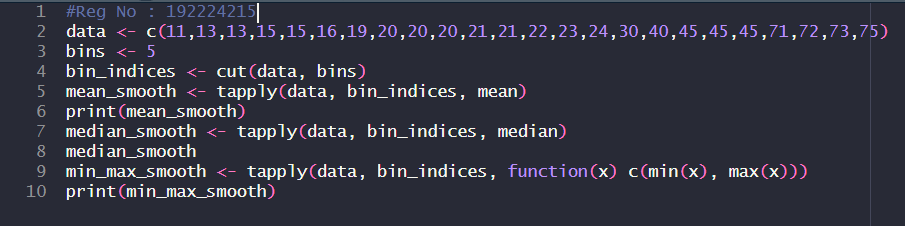 1 #Reg No : 192224215
2 data <- c(11,13,13,15,15,16,19,20,20,20,21,21,22,23,24,30,40,45,45,45,71,72,73,75)
3 bins <- 5
4 bin_indices <- cut(data, bins)
5 mean_smooth <- tapply(data, bin_indices, mean)
6 print(mean_smooth)
7 median_smooth <- tapply(data, bin_indices, median)
8 median_smooth
9 min_max_smooth <- tapply(data, bin_indices, function(x) c(min(x), max(x)))
10 print(min_max_smooth)